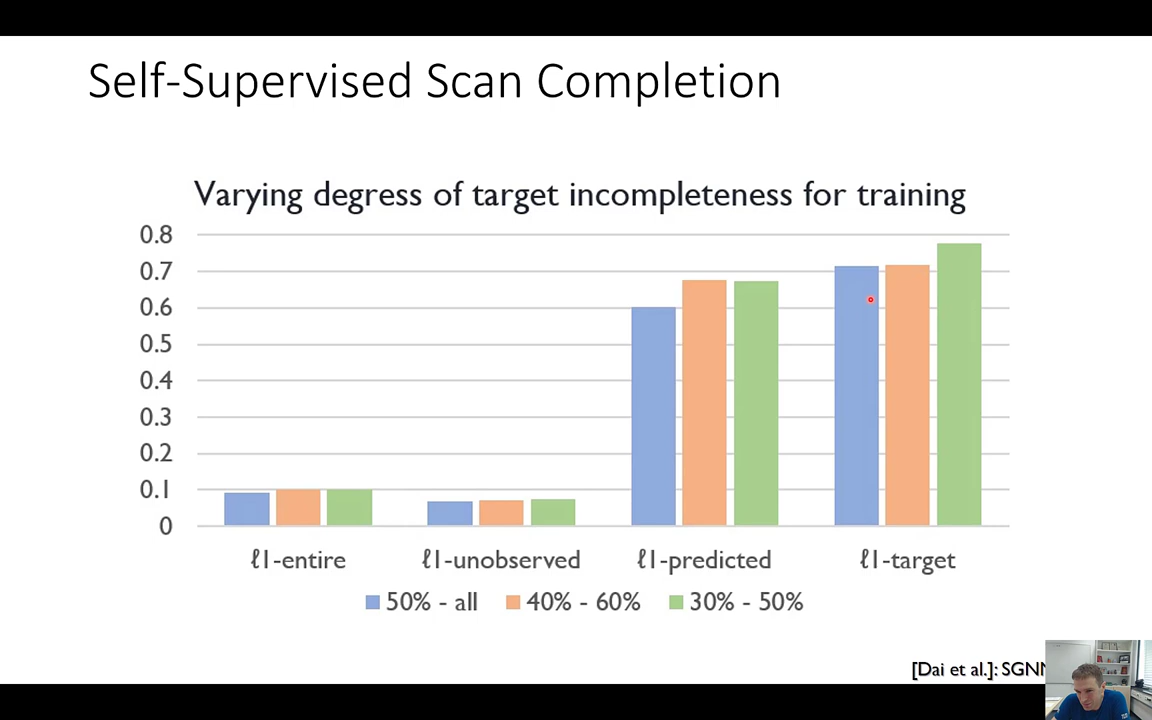 Self-Supervised Scan Completion
Varying degress of target incompleteness for training
0.8
0.7
0.6
0.5
0.4
0.3
0.2
0.1
0
ℓ1-entire ℓ1-unobserved ℓ1-predicted ℓ1-target
50% - all 40% - 60% 30% - 50%
[Dai et al.]: SGNN